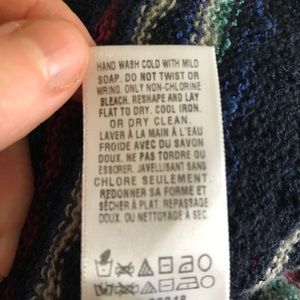 HAND WASH COLD WITH MILD
SOAP. DO NOT TWIST OR
WRING. ONLY NON-CHLORINE
BLEACH. RESHAPE AND LAY
FLAT TO DRY. COOL IRON.
OR DRY CLEAN.
LAVER À LA MAIN À L'EAU
FROIDE AVEC DU SAVON
DOUX. NE PAS TORDRE OU
ESSORER. JAVELLISANT SANS
CHLORE SEULEMENT.
REDONNER SA FORME ET
SÉCHER À PLAT. REPASSAGE
DOUX. OU NETTOYAGE À SEC.